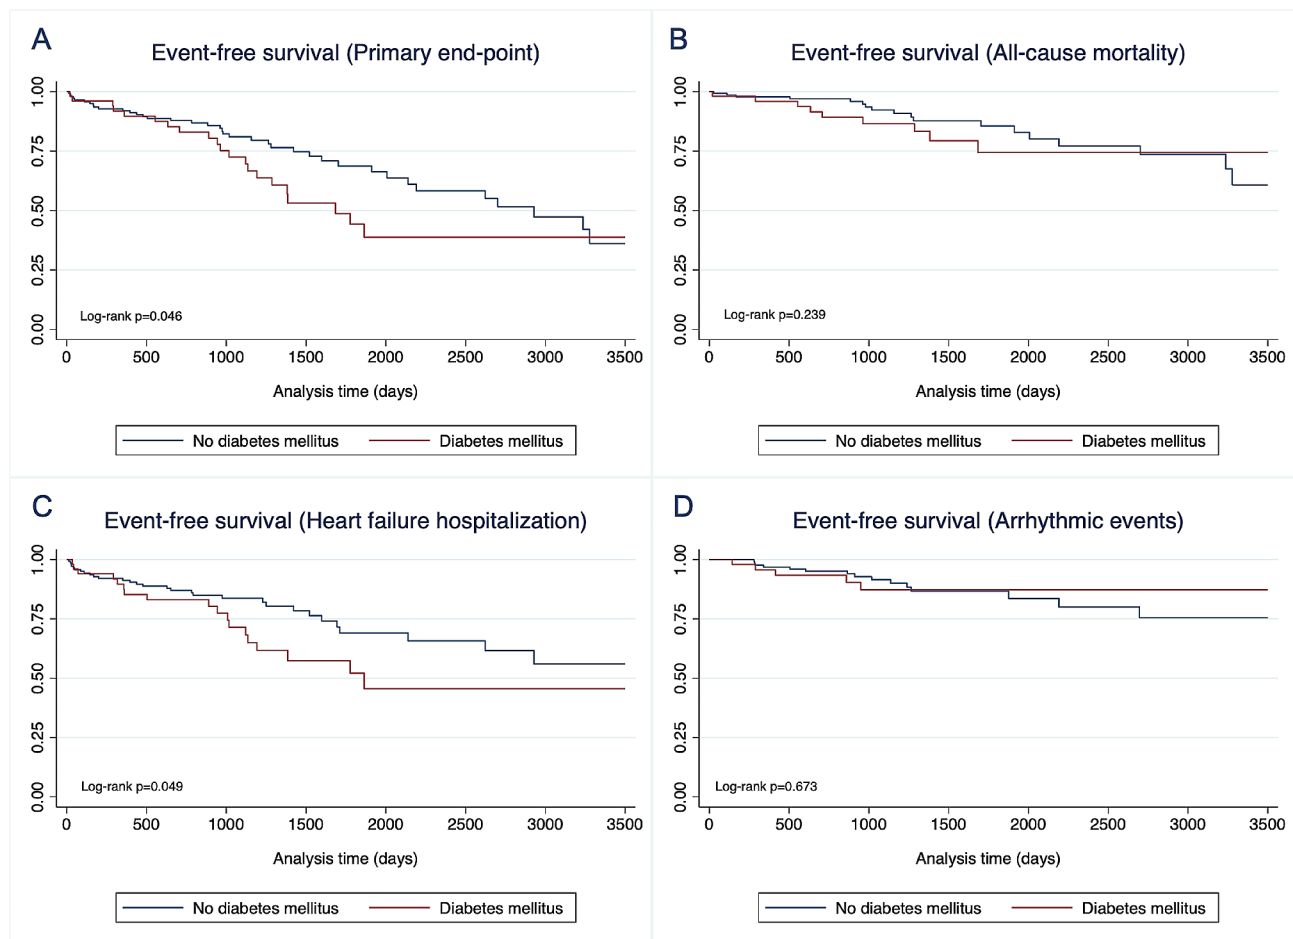 A
Event-free survival (Primary end-point)
1.00
0.75
0.50
0.25
0.00
Log-rank p=0.046
0 500 1000 1500 2000 2500 3000 3500
Analysis time (days)
No diabetes mellitus Diabetes mellitus
B
Event-free survival (All-cause mortality)
1.00
0.75
0.50
0.25
0.00
Log-rank p=0.239
0 500 1000 1500 2000 2500 3000 3500
Analysis time (days)
No diabetes mellitus Diabetes mellitus
C
Event-free survival (Heart failure hospitalization)
1.00
0.75
0.50
0.25
0.00
Log-rank p=0.049
0 500 1000 1500 2000 2500 3000 3500
Analysis time (days)
No diabetes mellitus Diabetes mellitus
D
Event-free survival (Arrhythmic events)
1.00
0.75
0.50
0.25
0.00
Log-rank p=0.673
0 500 1000 1500 2000 2500 3000 3500
Analysis time (days)
No diabetes mellitus Diabetes mellitus